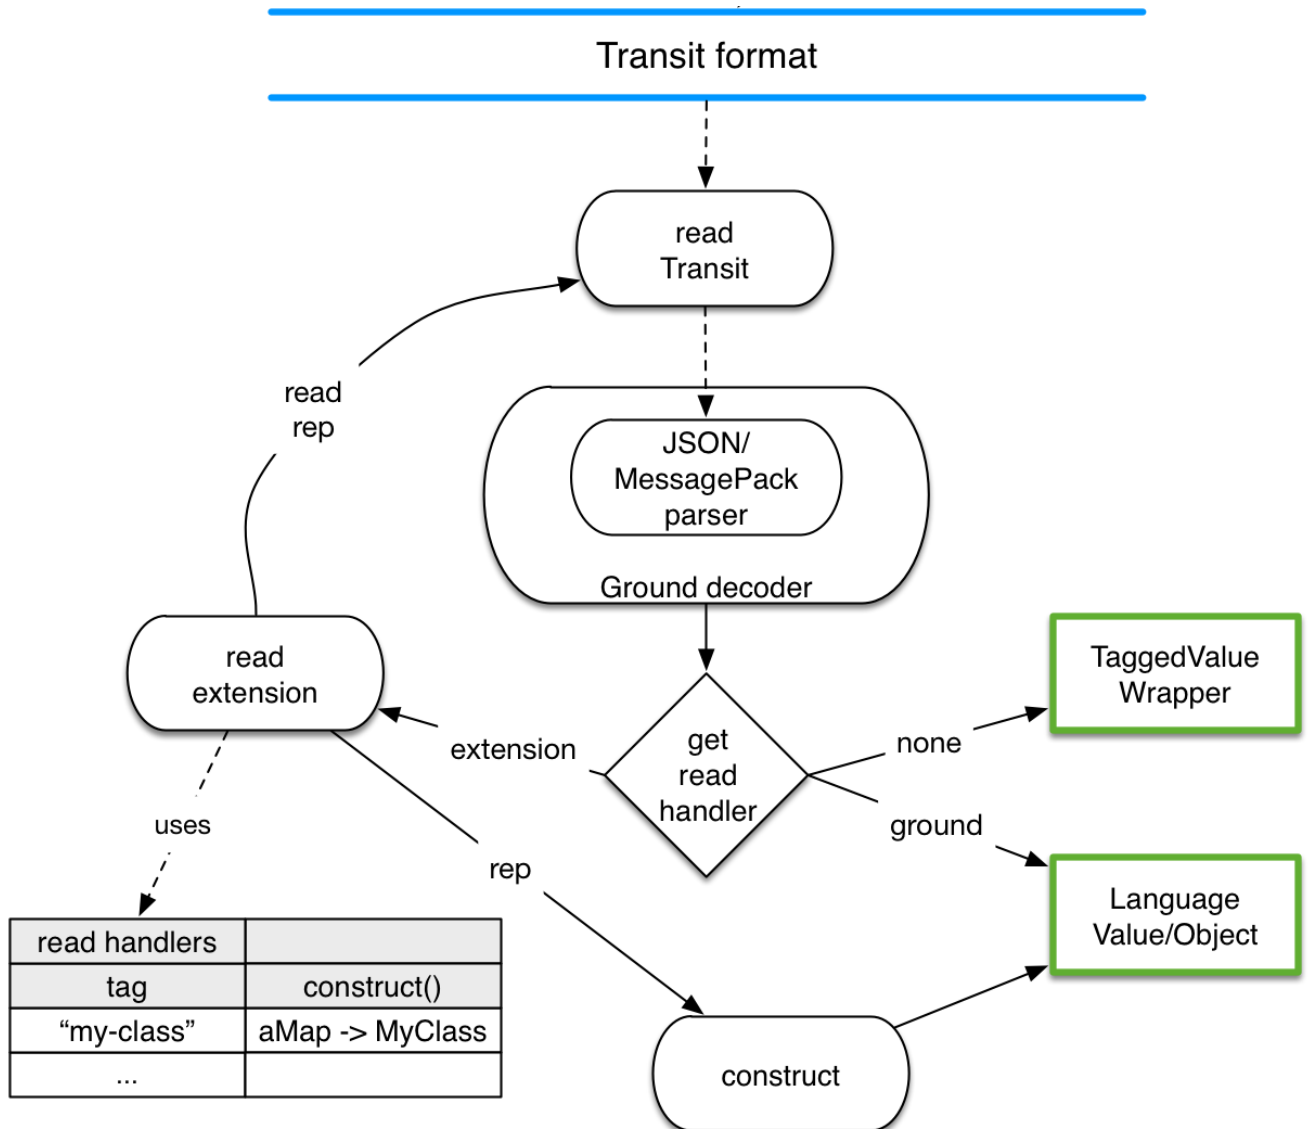 Transit format
read
Transit
read
rep
JSON/
MessagePack
parser
Ground decoder
read
extension
TaggedValue
Wrapper
extension
get
read
handler
none
uses
ground
rep
Language
Value/Object
read handlers
tag construct()
“my-class” aMap -> MyClass
...
construct